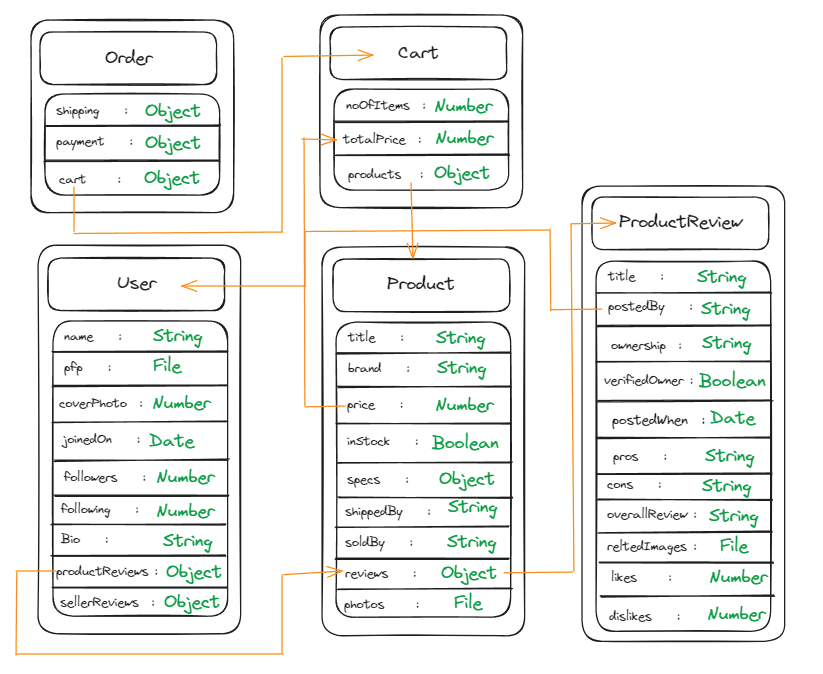 Order
shipping : Object
payment : Object
cart : Object
Cart
noOfItems : Number
totalPrice : Number
products : Object
User
name : String
pfp : File
coverPhoto : Number
joinedOn : Date
followers : Number
following : Number
Bio : String
productReviews : Object
sellerReviews : Object
Product
title : String
brand : String
price : Number
inStock : Boolean
specs : Object
shippedBy : String
soldBy : String
reviews : Object
photos : File
ProductReview
title : String
postedBy : String
ownership : String
verifiedOwner : Boolean
postedWhen : Date
pros : String
cons : String
overallReview : String
reltedImages : File
likes : Number
dislikes : Number